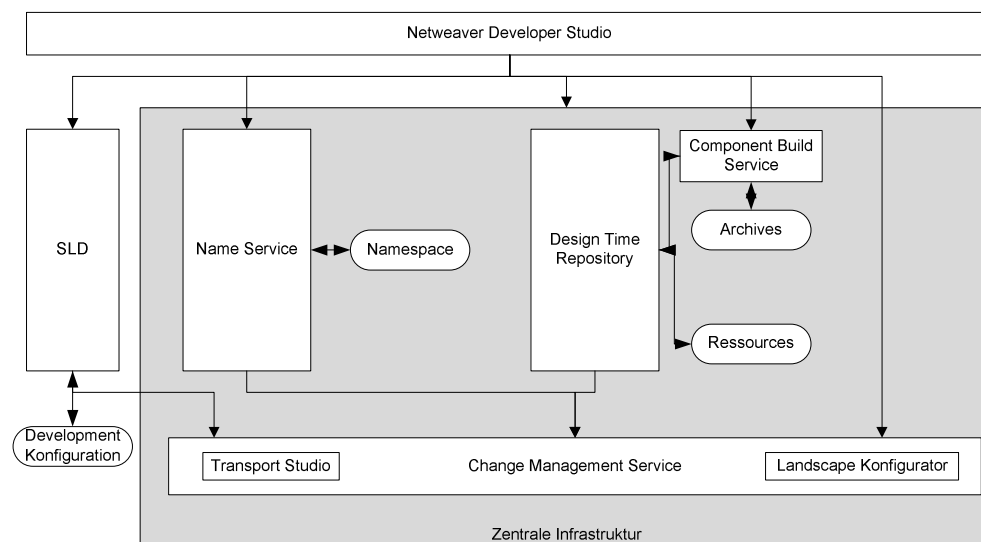 Netweaver Developer Studio
SLD
Name Service
Namespace
Design Time
Repository
Component Build
Service
Archives
Ressources
Development
Konfiguration
Transport Studio
Change Management Service
Landscape Konfigurator
Zentrale Infrastruktur